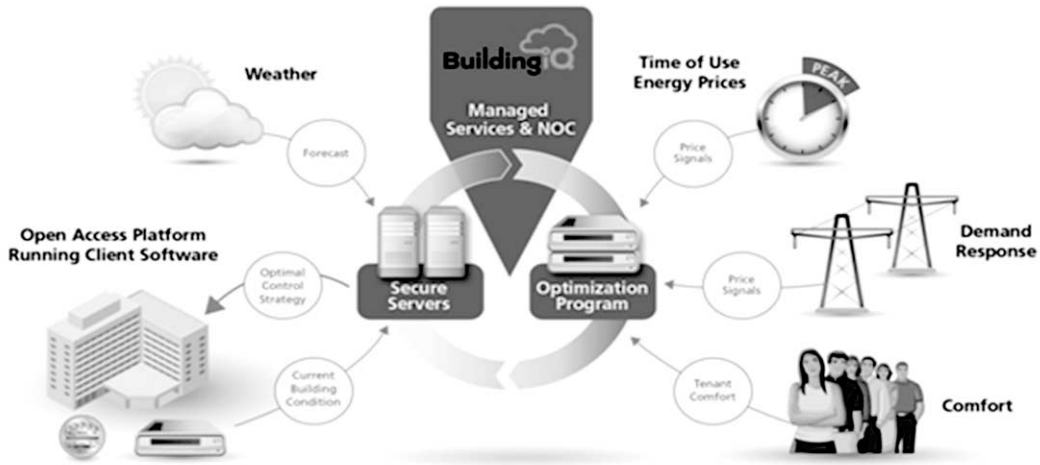 Building iQ
Managed
Services & NOC
Weather
Forecast
Time of Use
Energy Prices
PEAK
Price
Signals
Open Access Platform
Running Client Software
Optimal
Control
Strategy
Secure
Servers
Optimization
Program
Price
Signals
Demand
Response
Current
Building
Condition
Tenant
Comfort
Comfort